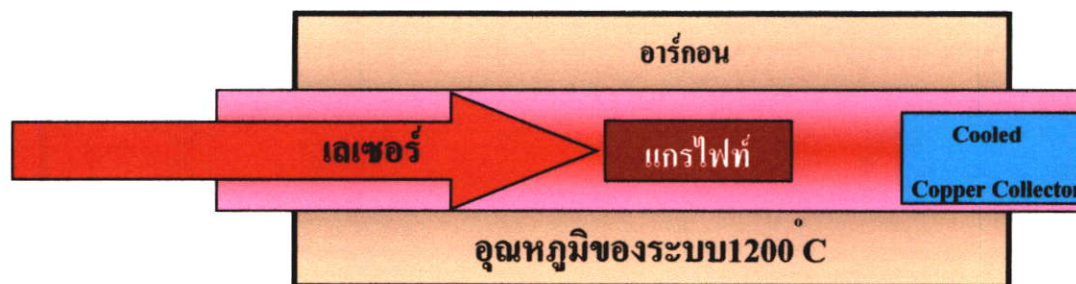 อาร์กอน
เลเซอร์
แกรไฟท์
Cooled
Copper Collector
อุณหภูมิของระบบ1200 °C